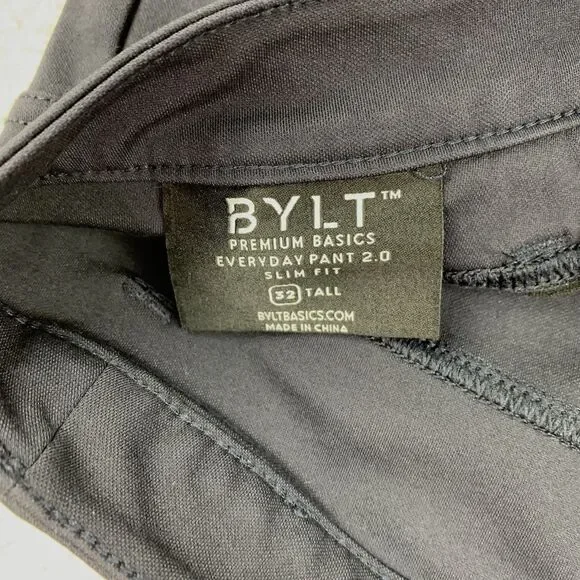 BYLT™
PREMIUM BASICS
EVERYDAY PANT 2.0
SLIM FIT
32 TALL
BYLTBASICS.COM
MADE IN CHINA